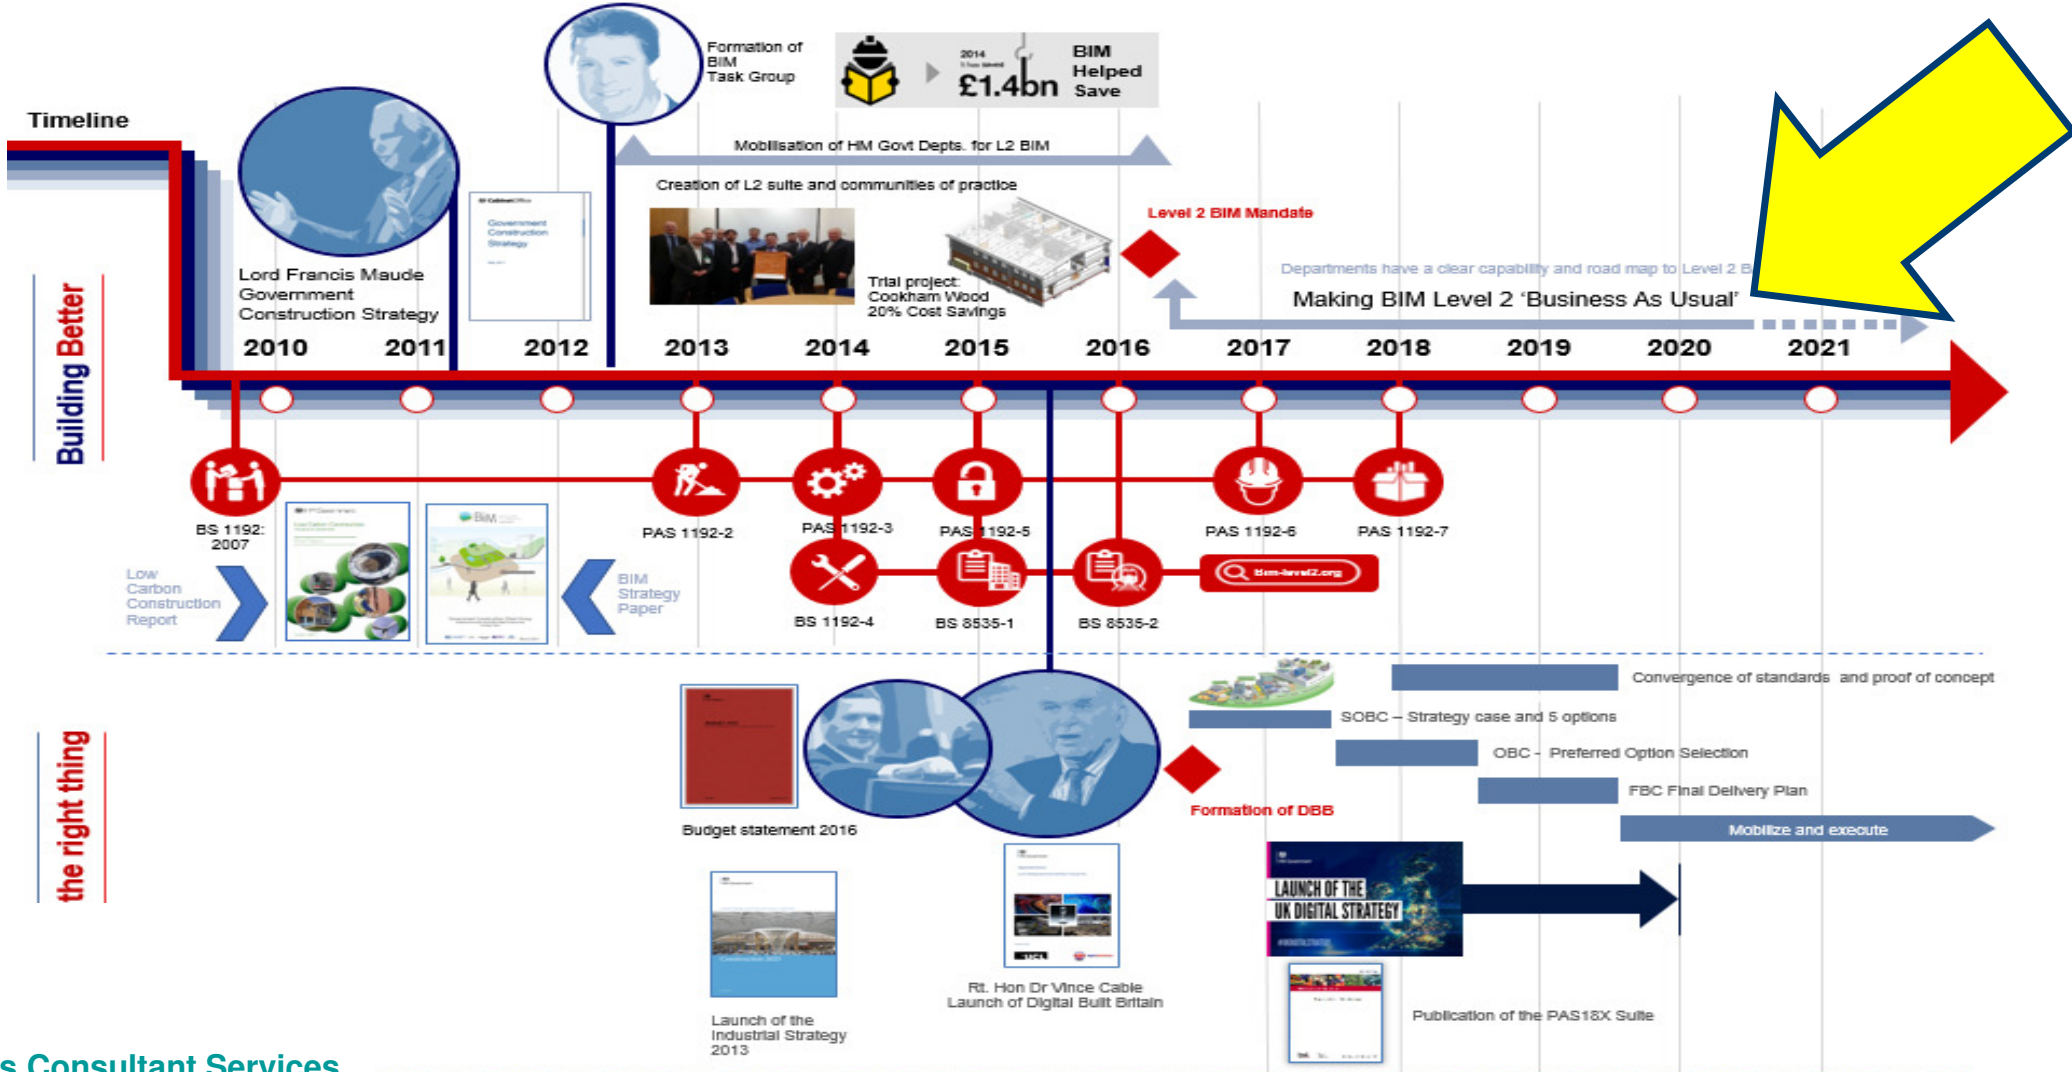 Timeline
Formation of
BIM
Task Group
2014
£1.4bn
BIM
Helped
Save
Mobilisation of HM Govt Depts. for L2 BIM
Creation of L2 suite and communities of practice
Level 2 BIM Mandate
Cabinet Office
Government
Construction
Strategy
Lord Francis Maude
Government
Construction Strategy
Trial project:
Cookham Wood
20% Cost Savings
Departments have a clear capability and road map to Level 2 B
Making BIM Level 2 ‘Business As Usual’
2010 2011 2012 2013 2014 2015 2016 2017 2018 2019 2020 2021
Building Better
BS 1192:
2007
PAS 1192-2
PAS 1192-3
PAS 1192-5
PAS 1192-6
PAS 1192-7
Low
Carbon
Construction
Report
BIM
BIM
Strategy
Paper
BS 1192-4
BS 8535-1
BS 8535-2
Bim-level2.org
the right thing
Convergence of standards and proof of concept
SOBC – Strategy case and 5 options
OBC - Preferred Option Selection
FBC Final Delivery Plan
Mobilize and execute
Formation of DBB
Budget statement 2016
LAUNCH OF THE
UK DIGITAL STRATEGY
UCL
Rt. Hon Dr Vince Cable
Launch of Digital Built Britain
Launch of the
Industrial Strategy
2013
Publication of the PAS18X Suite
s Consultant Services